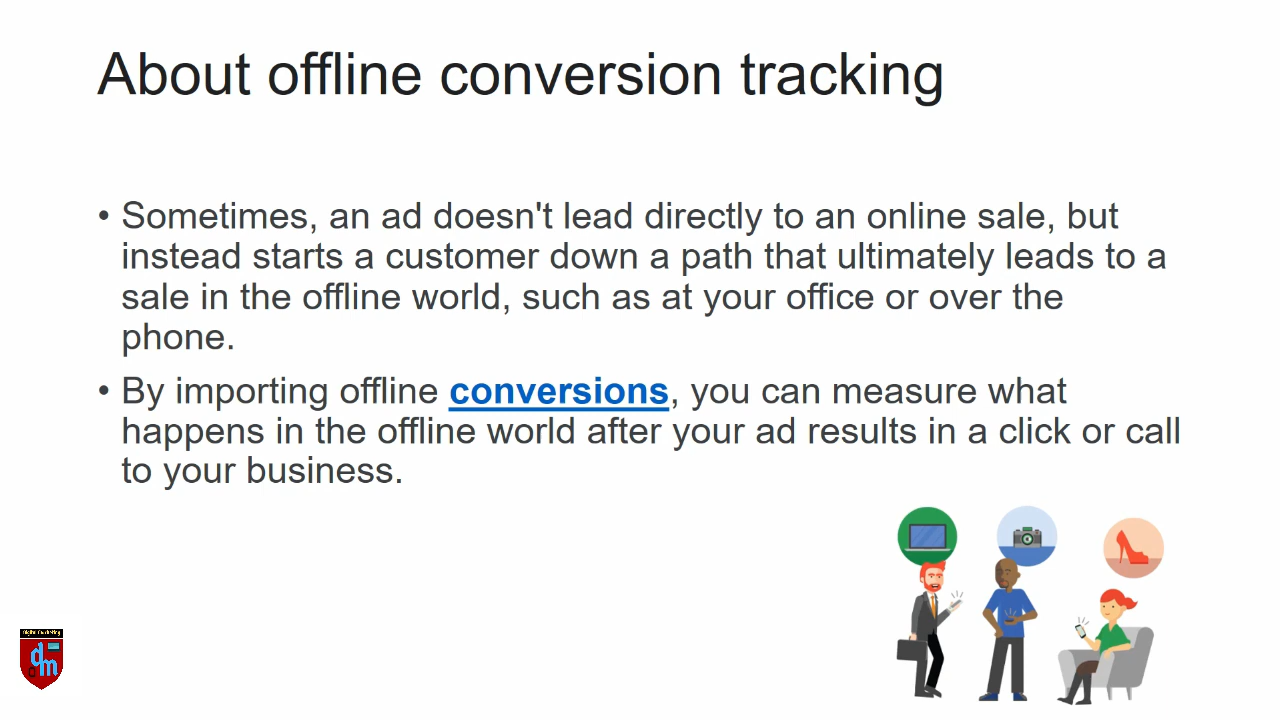 About offline conversion tracking
• Sometimes, an ad doesn't lead directly to an online sale, but
instead starts a customer down a path that ultimately leads to a
sale in the offline world, such as at your office or over the
phone.
• By importing offline conversions, you can measure what
happens in the offline world after your ad results in a click or call
to your business.
Digital Marketing
dm